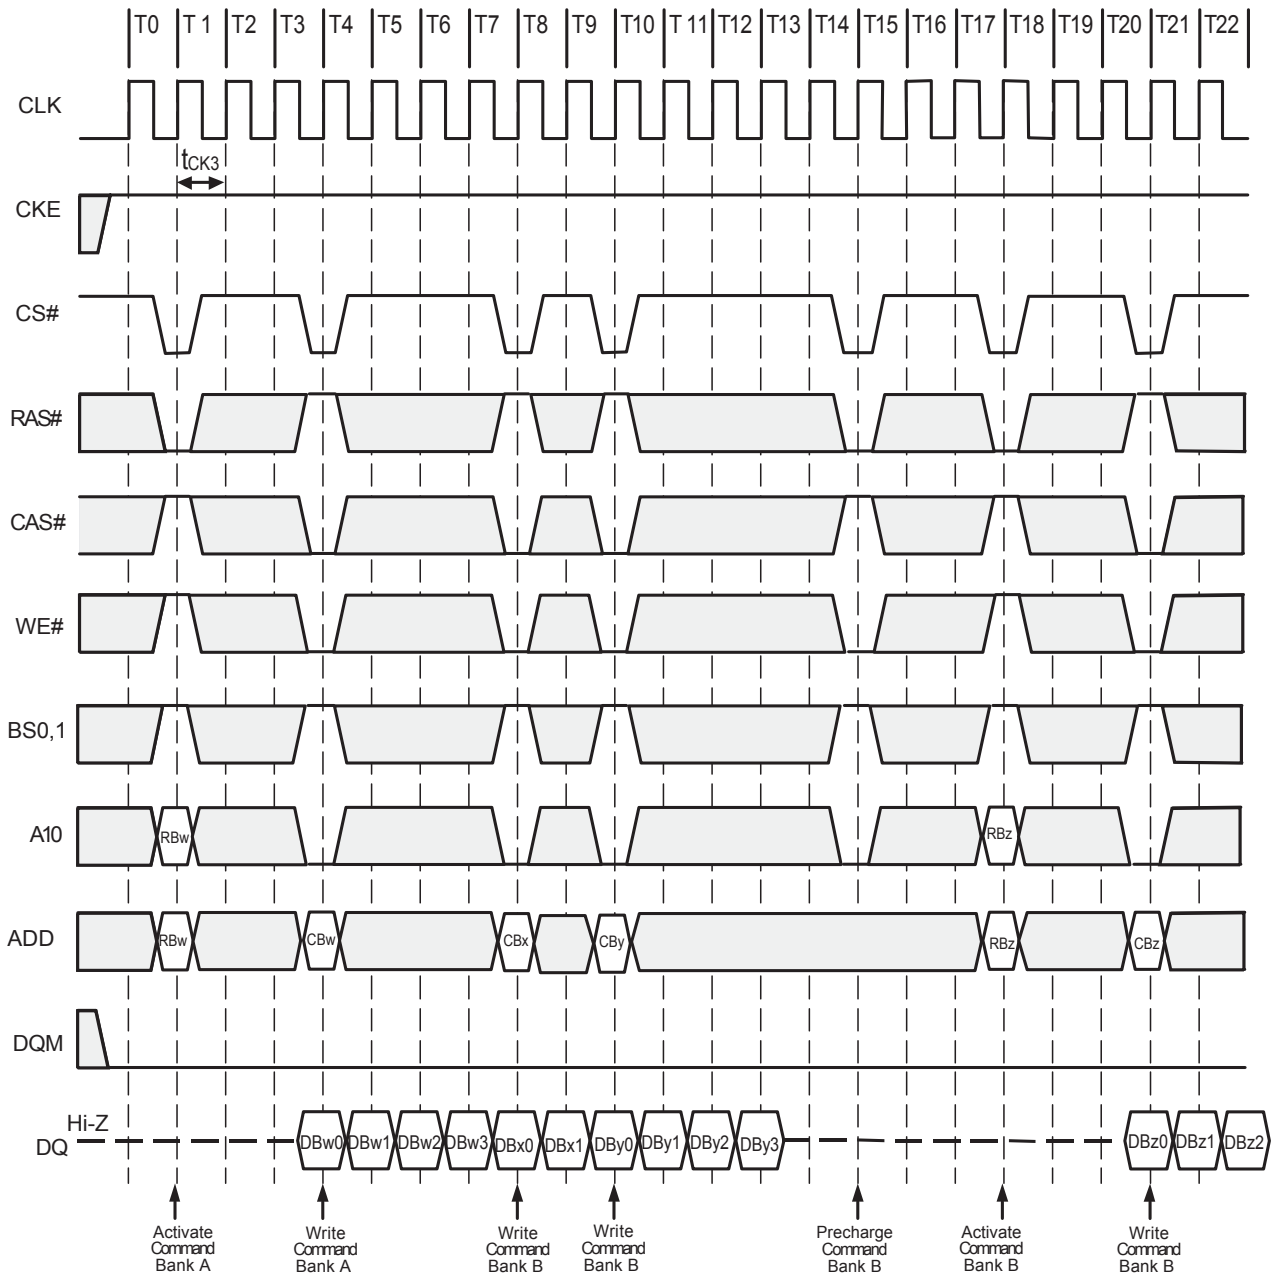 T0 T 1 T2 T3 T4 T5 T6 T7 T8 T9 T10 T 11 T12 T13 T14 T15 T16 T17 T18 T19 T20 T21 T22
CLK
tCK3
CKE
CS#
RAS#
CAS#
WE#
BS0,1
A10 RBw RBz
ADD RBw CBw CBx CBy RBz CBz
DQM
Hi-Z
DQ DBw0 DBw1 DBw2 DBw3 DBx0 DBx1 DBy0 DBy1 DBy2 DBy3 DBz0 DBz1 DBz2
Activate
Command
Bank A
Write
Command
Bank A
Write
Command
Bank B
Write
Command
Bank B
Precharge
Command
Bank B
Activate
Command
Bank B
Write
Command
Bank B